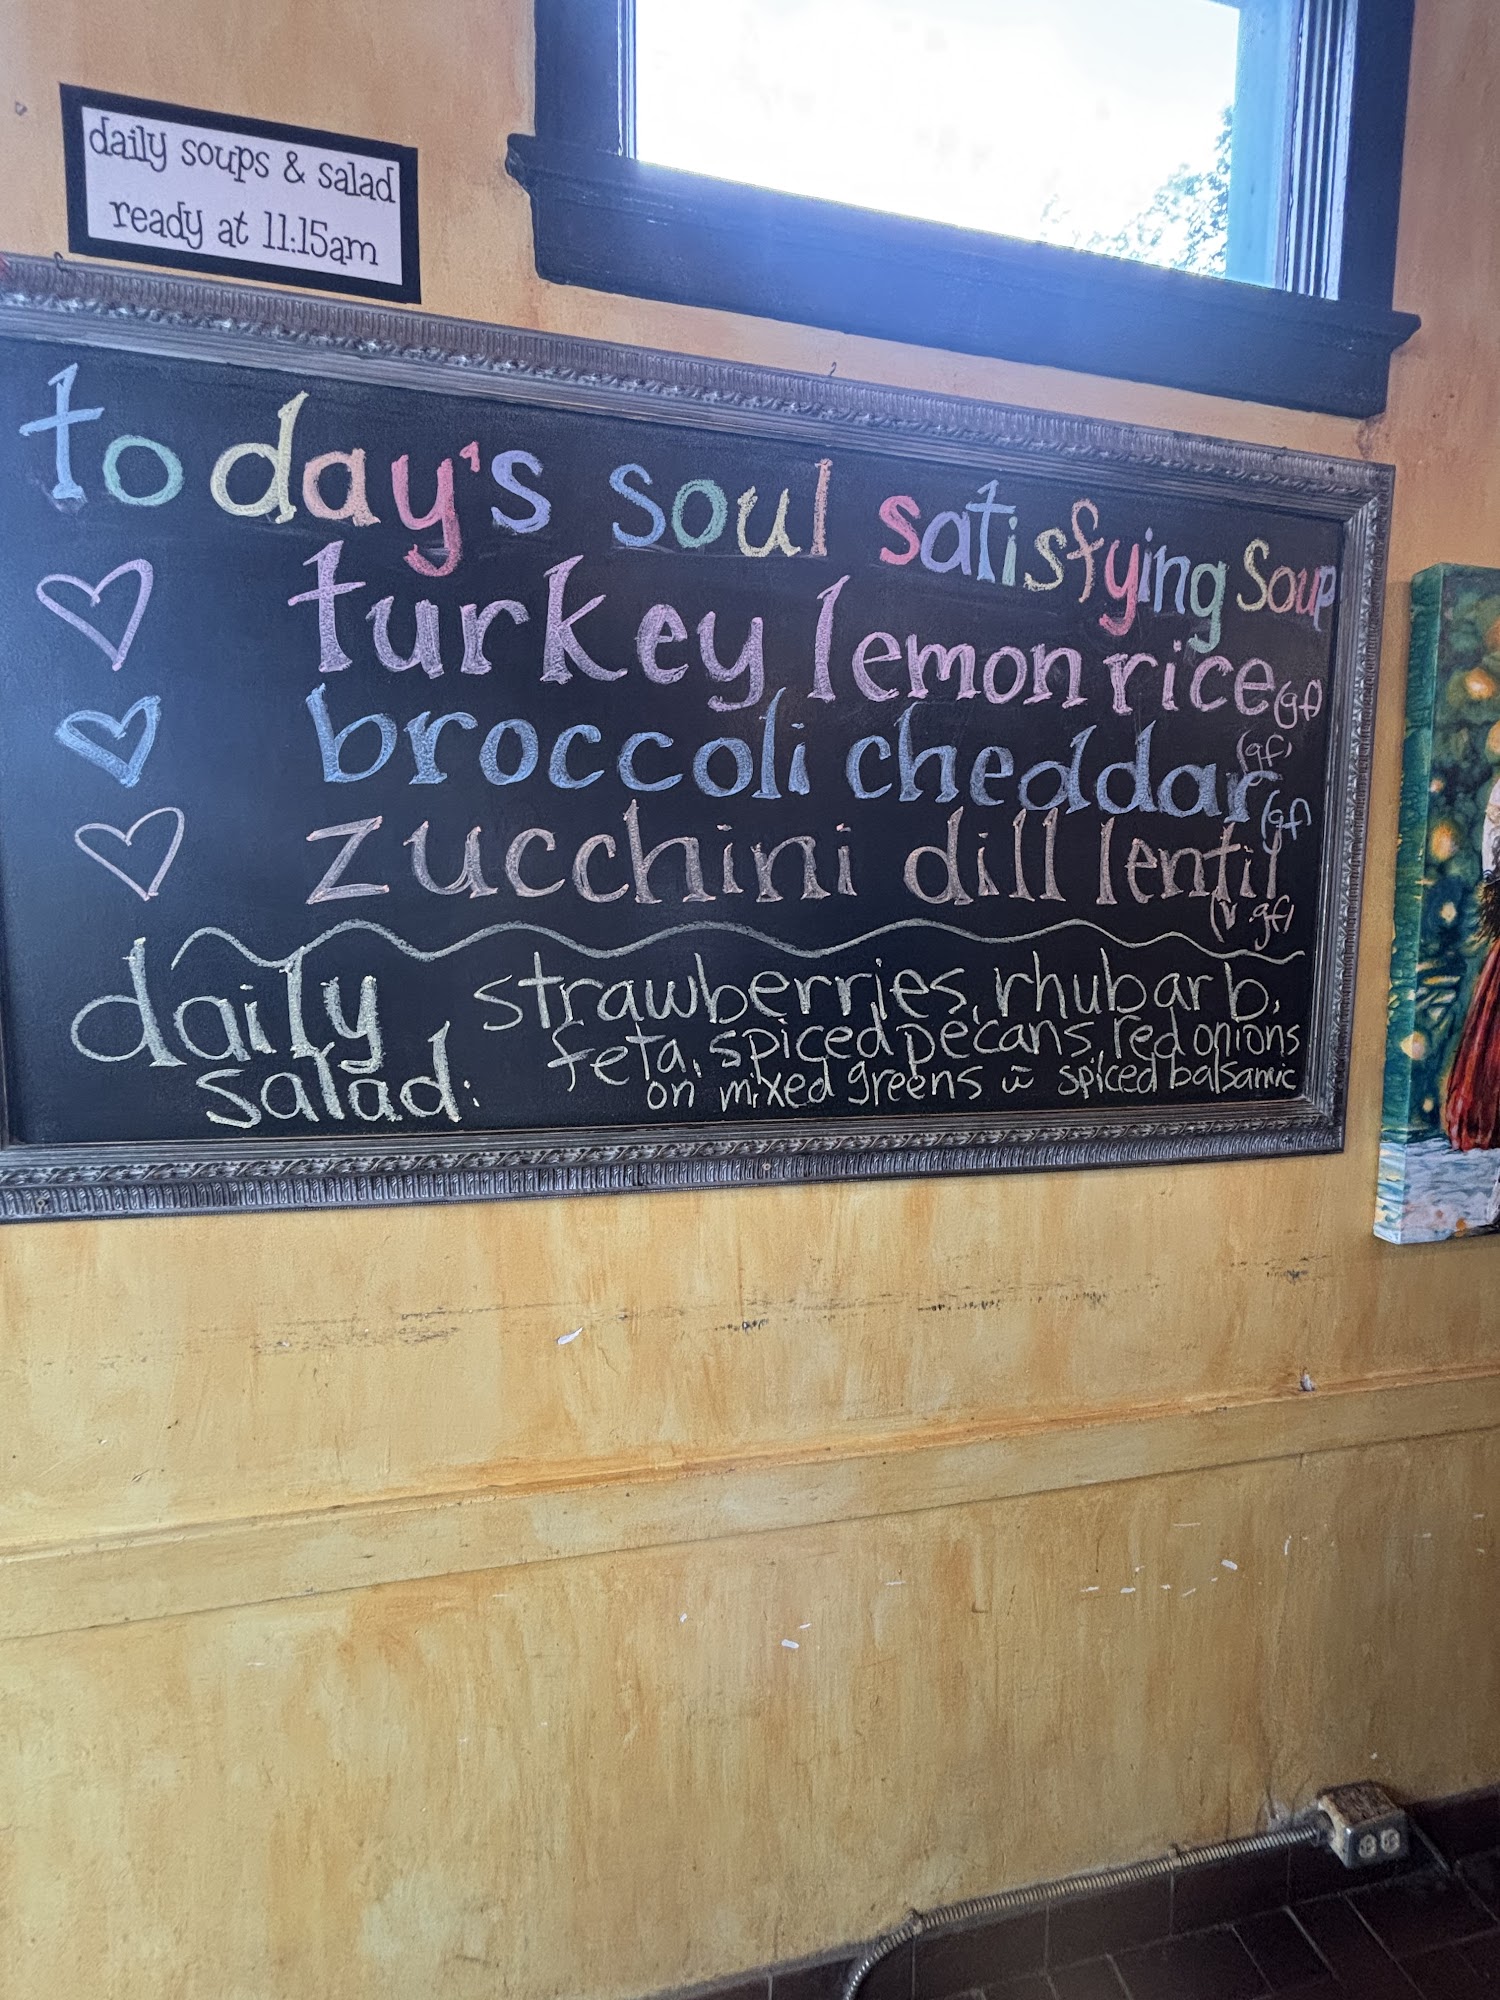 daily soups & salad
ready at 11:15am
today's soul satisfying soup
turkey lemon rice (gf)
(gf)
broccoli cheddar (gf)
zucchini dill lentil
(v gf)
daily salad:
strawberries, rhubarb,
feta, spiced pecans, red onions
on mixed greens w̄ spiced balsamic